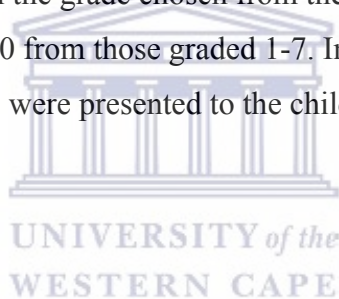 the grade chosen from the
0 from those graded 1-7. In
were presented to the chil
UNIVERSITY of the
WESTERN CAPE